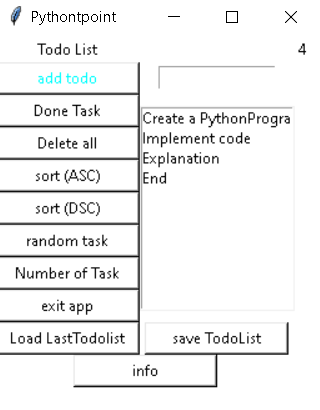 Pythontpoint
Todo List
4
add todo
Done Task
Create a PythonProgra
Implement code
Delete all
Explanation
sort (ASC)
End
sort (DSC)
random task
Number of Task
exit app
Load LastTodolist
save TodoList
info